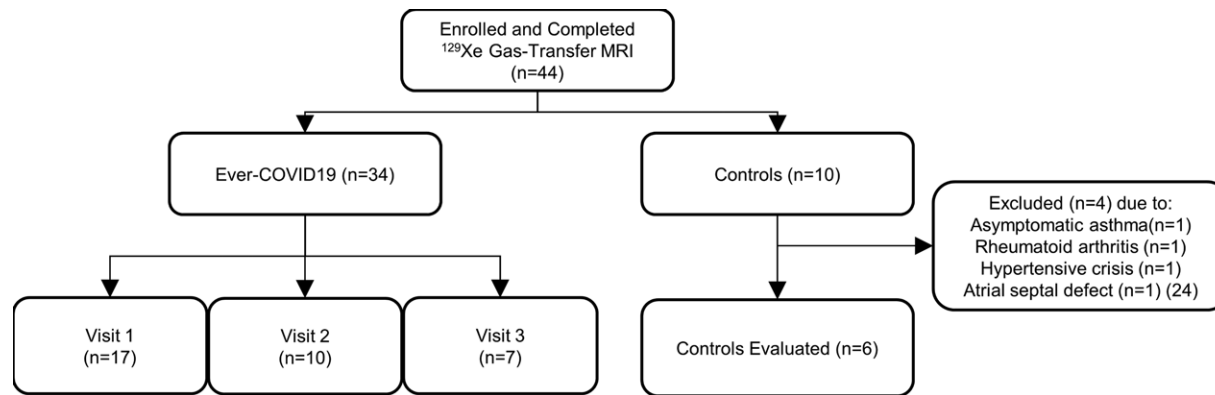 Enrolled and Completed
¹²⁹Xe Gas-Transfer MRI
(n=44)
Ever-COVID19 (n=34)
Controls (n=10)
Excluded (n=4) due to:
Asymptomatic asthma(n=1)
Rheumatoid arthritis (n=1)
Hypertensive crisis (n=1)
Atrial septal defect (n=1) (24)
Visit 1
(n=17)
Visit 2
(n=10)
Visit 3
(n=7)
Controls Evaluated (n=6)